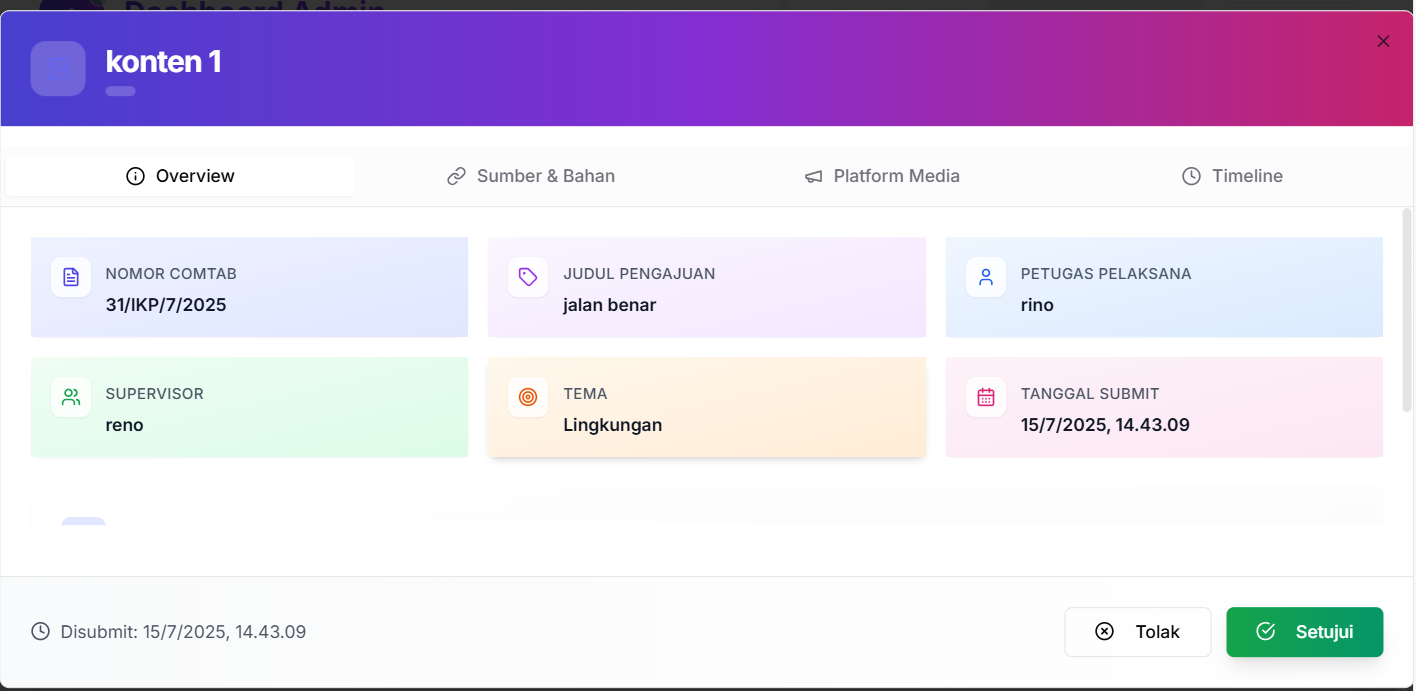 Dashboard Admin
konten 1
Overview
Sumber & Bahan
Platform Media
Timeline
NOMOR COMTAB
31/IKP/7/2025
JUDUL PENGAJUAN
jalan benar
PETUGAS PELAKSANA
rino
SUPERVISOR
reno
TEMA
Lingkungan
TANGGAL SUBMIT
15/7/2025, 14.43.09
Disubmit: 15/7/2025, 14.43.09
Tolak
Setujui